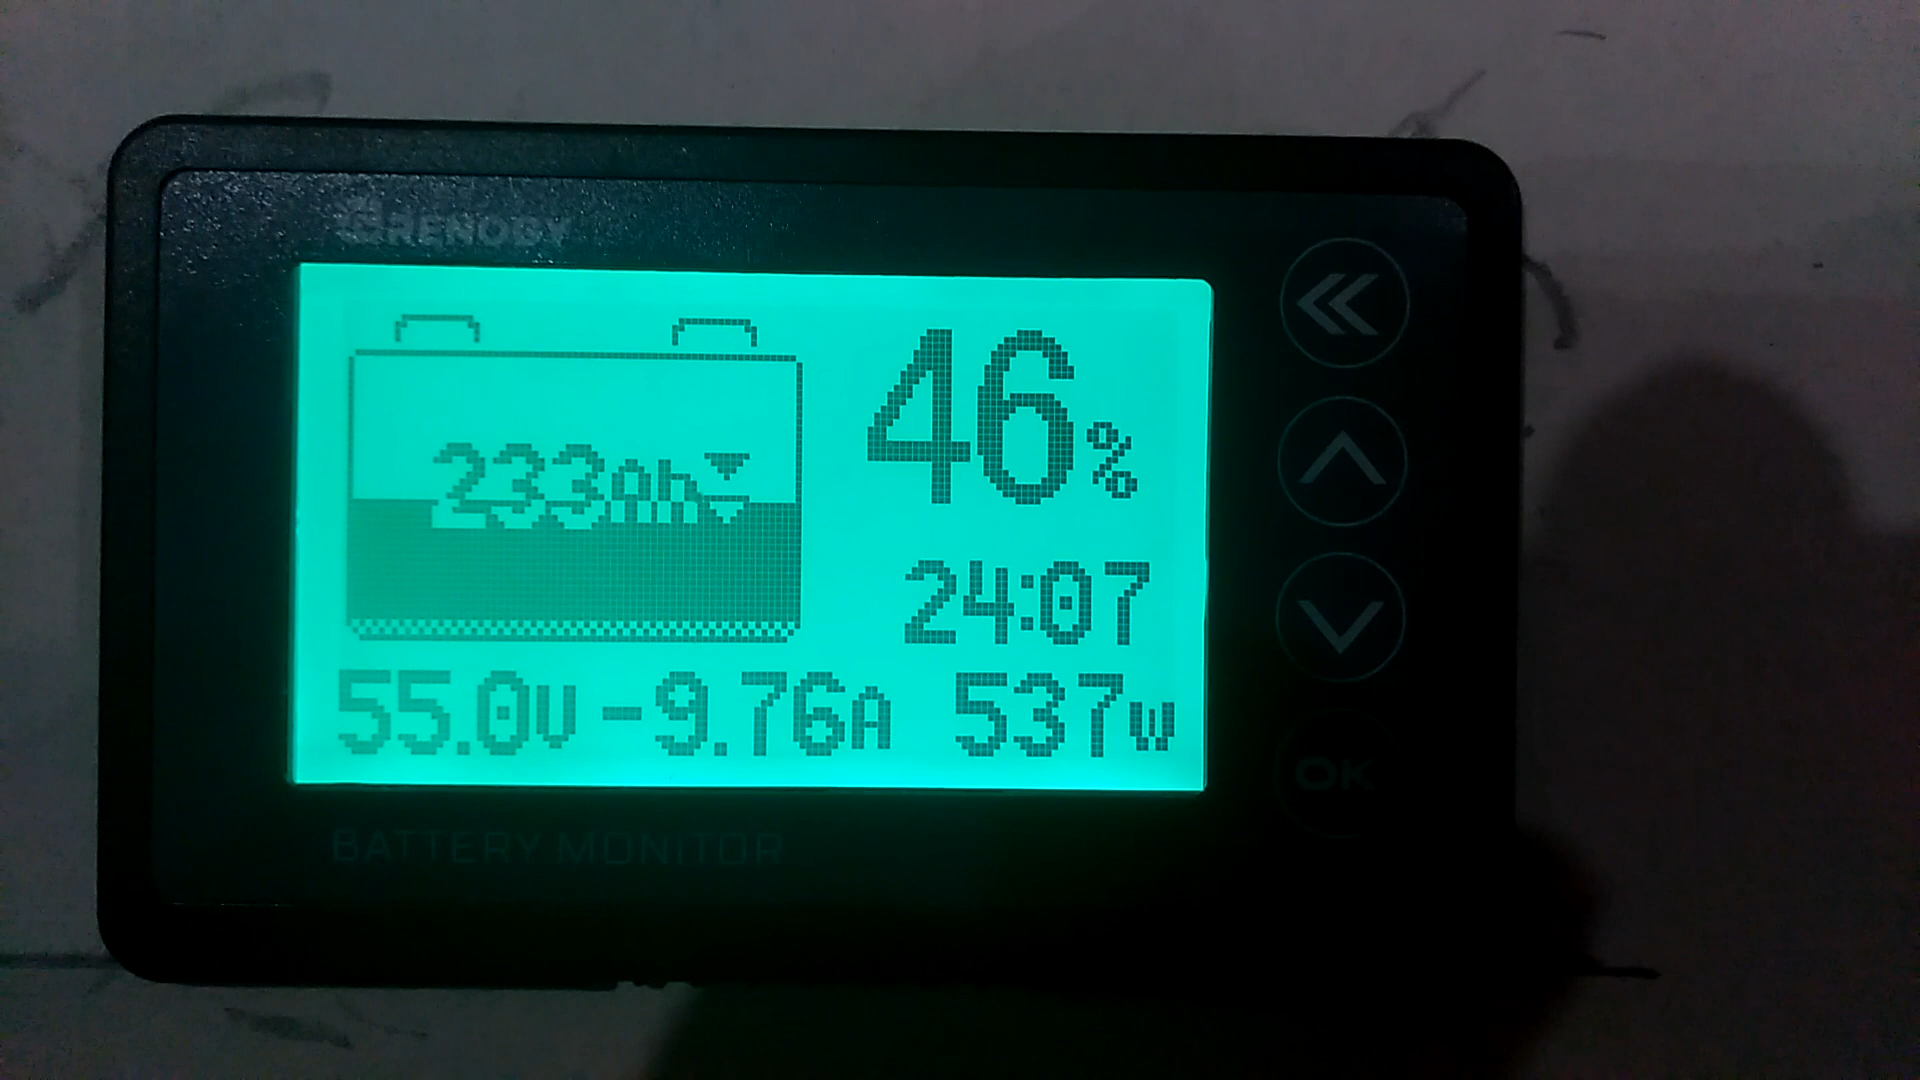 RENOGY
46%
233Ah
24:07
55.0V -9.76A 537W
OK
BATTERY MONITOR